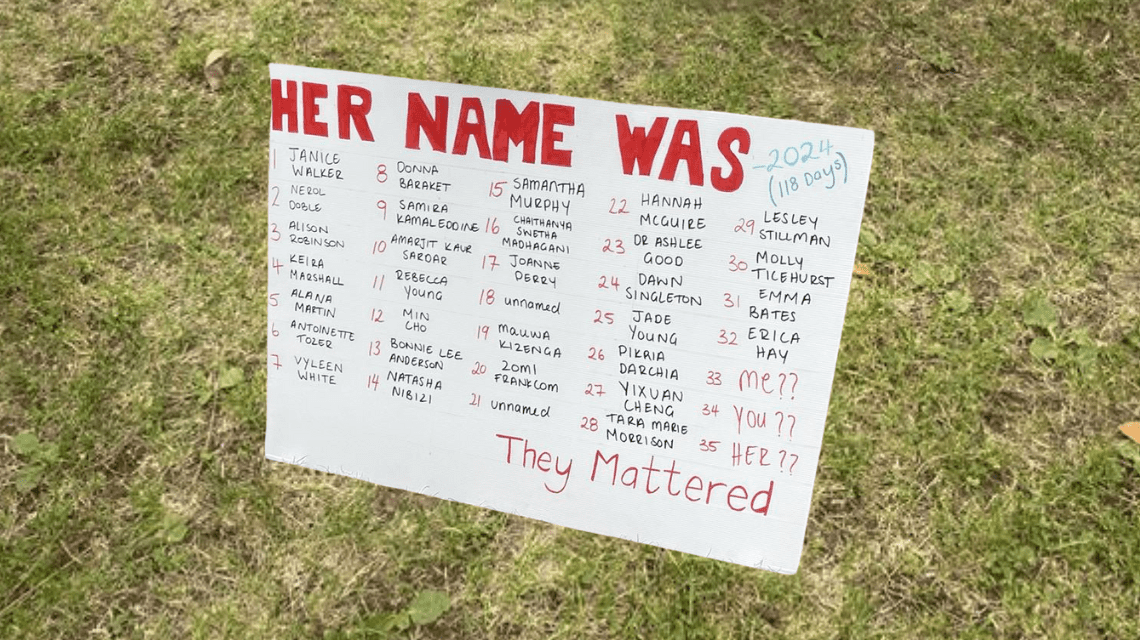 HER NAME WAS
-2024
(118 DAYS)
1 JANICE
WALKER
2 NEROL
DOBLE
3 ALISON
ROBINSON
4 KEIRA
MARSHALL
5 ALANA
MARTIN
6 ANTOINETTE
TOZER
7 VYLEEN
WHITE
8 DONNA
BARAKET
9 SAMIRA
KAMALEDDINE
10 AMARJIT KAUR
SARDAR
11 REBECCA
YOUNG
12 MIN
CHO
13 BONNIE LEE
ANDERSON
14 NATASHA
NIBIZI
15 SAMANTHA
MURPHY
16 CHAITHANYA
SWETHA
MADHAGANI
17 JOANNE
PERRY
18 unnamed
19 MAUWA
KIZENGA
20 ZOMI
FRANKCOM
21 unnamed
22 HANNAH
MCGUIRE
23 DR ASHLEE
GOOD
24 DAWN
SINGLETON
25 JADE
YOUNG
26 PIKRIA
DARCHIA
27 YIXUAN
CHENG
28 TARA MARIE
MORRISON
29 LESLEY
STILLMAN
30 MOLLY
TICEHURST
31 EMMA
BATES
32 ERICA
HAY
33 ME??
34 YOU??
35 HER??
They Mattered